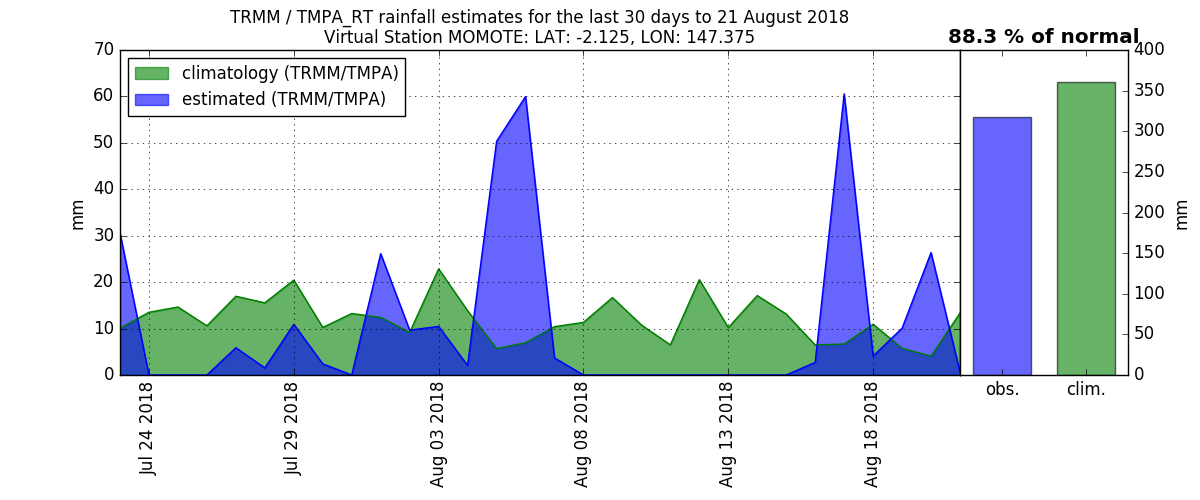 TRMM / TMPA_RT rainfall estimates for the last 30 days to 21 August 2018
Virtual Station MOMOTE: LAT: -2.125, LON: 147.375
88.3 % of normal
climatology (TRMM/TMPA)
estimated (TRMM/TMPA)
70
60
50
40
30
20
10
0
mm
Jul 24 2018
Jul 29 2018
Aug 03 2018
Aug 08 2018
Aug 13 2018
Aug 18 2018
obs.
clim.
400
350
300
250
200
150
100
50
0
mm